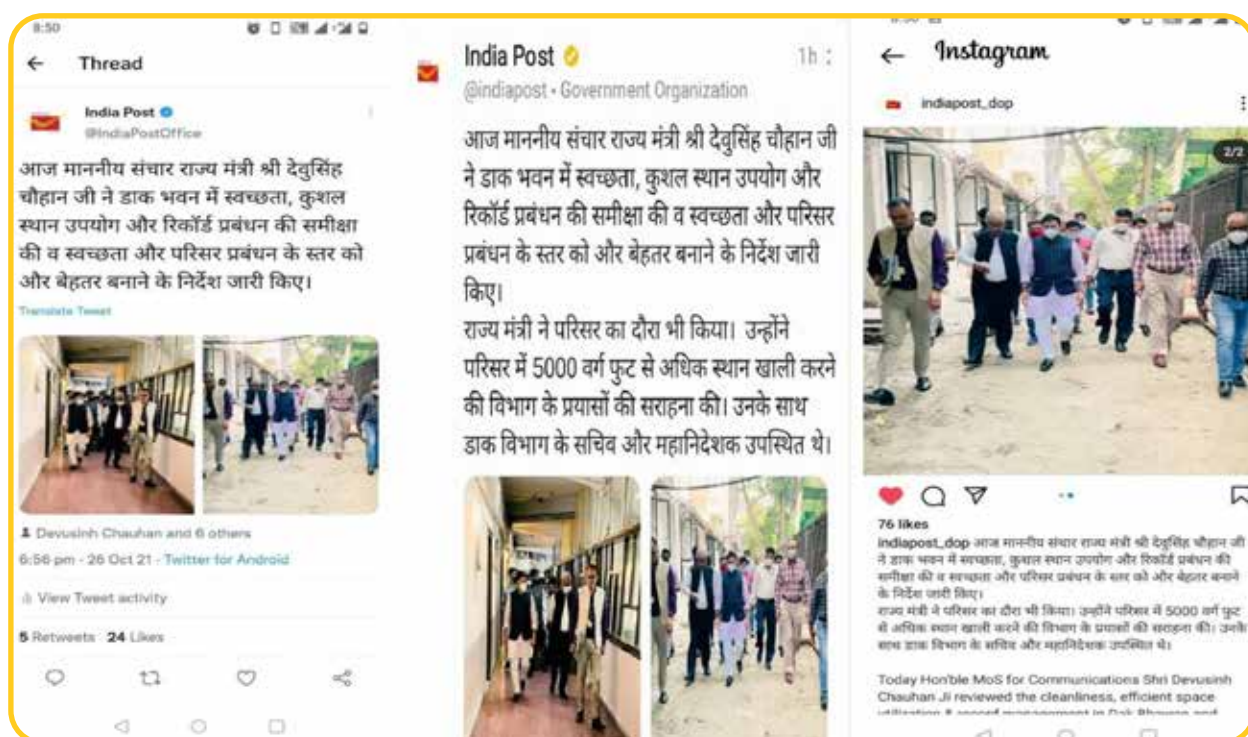 8:50
Thread
India Post
@IndiaPostOffice
आज माननीय संचार राज्य मंत्री श्री देवुसिंह
चौहान जी ने डाक भवन में स्वच्छता, कुशल
स्थान उपयोग और रिकॉर्ड प्रबंधन की समीक्षा
की व स्वच्छता और परिसर प्रबंधन के स्तर को
और बेहतर बनाने के निर्देश जारी किए।
Translate Tweet
Devusinh Chauhan and 6 others
6:56 pm - 26 Oct 21 - Twitter for Android
View Tweet activity
5 Retweets 24 Likes
India Post
1h
@indiapost • Government Organization
आज माननीय संचार राज्य मंत्री श्री देवुसिंह चौहान जी
ने डाक भवन में स्वच्छता, कुशल स्थान उपयोग और
रिकॉर्ड प्रबंधन की समीक्षा की व स्वच्छता और परिसर
प्रबंधन के स्तर को और बेहतर बनाने के निर्देश जारी
किए।
राज्य मंत्री ने परिसर का दौरा भी किया। उन्होंने
परिसर में 5000 वर्ग फुट से अधिक स्थान खाली करने
की विभाग के प्रयासों की सराहना की। उनके साथ
डाक विभाग के सचिव और महानिदेशक उपस्थित थे।
Instagram
indiapost_dop
2/2
76 likes
indiapost_dop आज माननीय संचार राज्य मंत्री श्री देवुसिंह चौहान जी
ने डाक भवन में स्वच्छता, कुशल स्थान उपयोग और रिकॉर्ड प्रबंधन की
समीक्षा की व स्वच्छता और परिसर प्रबंधन के स्तर को और बेहतर बनाने
के निर्देश जारी किए।
राज्य मंत्री ने परिसर का दौरा भी किया। उन्होंने परिसर में 5000 वर्ग फुट
से अधिक स्थान खाली करने की विभाग के प्रयासों की सराहना की। उनके
साथ डाक विभाग के सचिव और महानिदेशक उपस्थित थे।
Today Hon'ble MoS for Communications Shri Devusinh
Chauhan Ji reviewed the cleanliness, efficient space